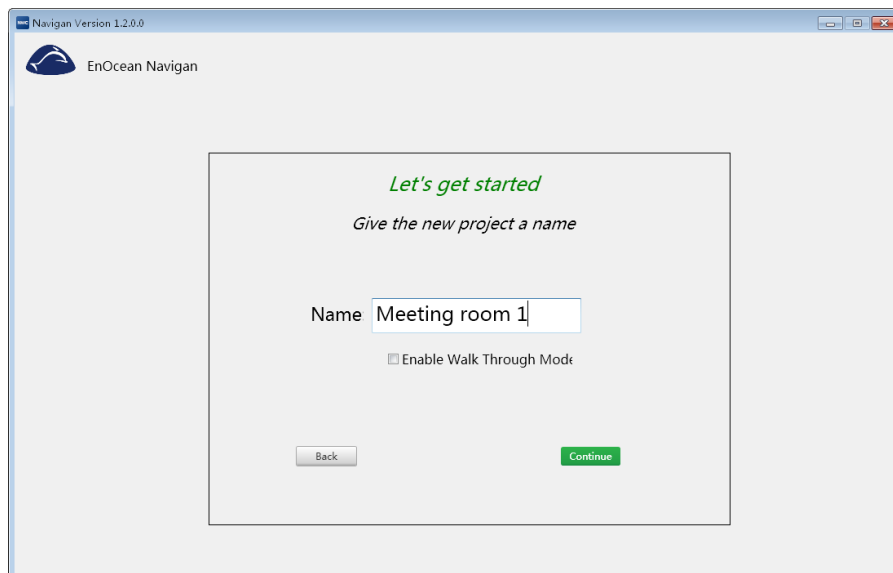 Navigan Version 1.2.0.0
EnOcean Navigan
Let's get started
Give the new project a name
Name Meeting room 1
Enable Walk Through Mode
Back Continue